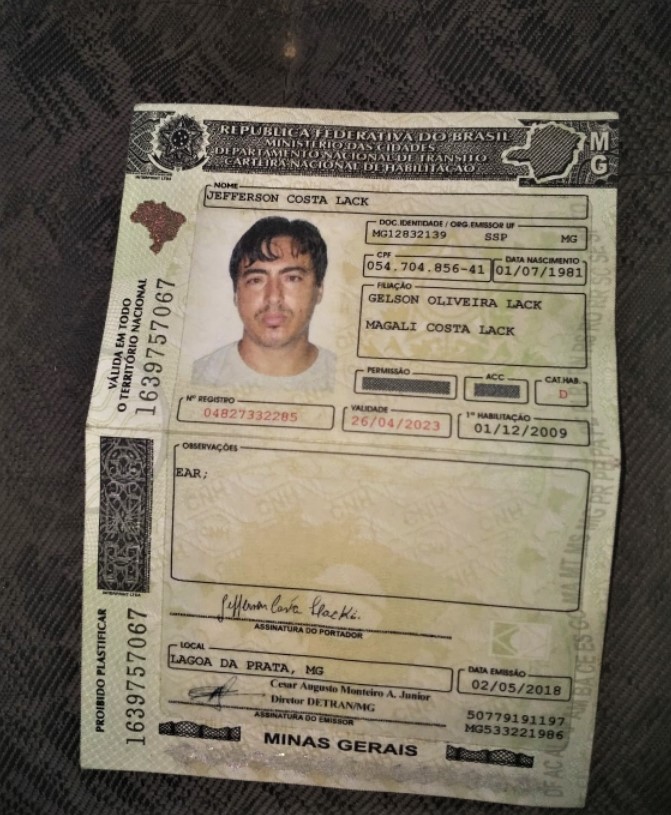 REPÚBLICA FEDERATIVA DO BRASIL
MINISTÉRIO DAS CIDADES
DEPARTAMENTO NACIONAL DE TRÂNSITO
CARTEIRA NACIONAL DE HABILITAÇÃO
MG
NOME
JEFFERSON COSTA LACK
DOC. IDENTIDADE / ORG. EMISSOR UF
MG12832139 SSP MG
CPF
054.704.856-41
DATA NASCIMENTO
01/07/1981
FILIAÇÃO
GELSON OLIVEIRA LACK
MAGALI COSTA LACK
PERMISSÃO
ACC
CAT.HAB.
D
Nº REGISTRO
04827332285
VALIDADE
26/04/2023
1ª HABILITAÇÃO
01/12/2009
VÁLIDA EM TODO
O TERRITÓRIO NACIONAL
1639757067
OBSERVAÇÕES
EAR;
ASSINATURA DO PORTADOR
LOCAL
LAGOA DA PRATA, MG
DATA EMISSÃO
02/05/2018
Cesar Augusto Monteiro A. Junior
Diretor DETRAN/MG
ASSINATURA DO EMISSOR
50779191197
MG533221986
MINAS GERAIS
PROIBIDO PLASTIFICAR
1639757067